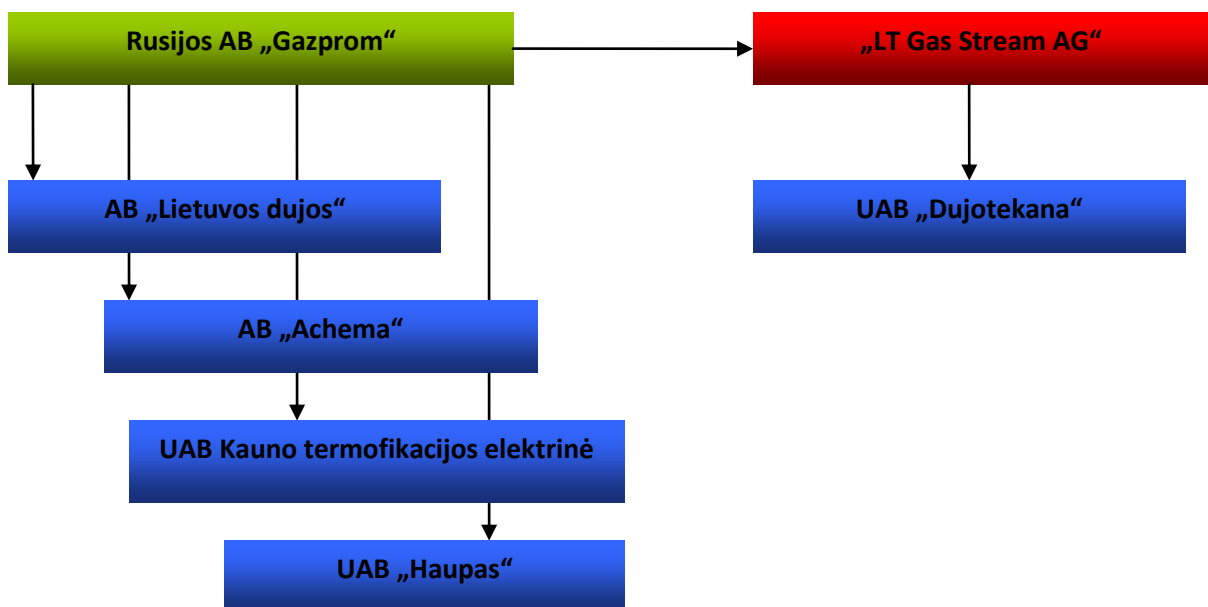 Rusijos AB „Gazprom“
„LT Gas Stream AG“
AB „Lietuvos dujos“
UAB „Dujotekana“
AB „Achema“
UAB Kauno termofikacijos elektrinė
UAB „Haupas“